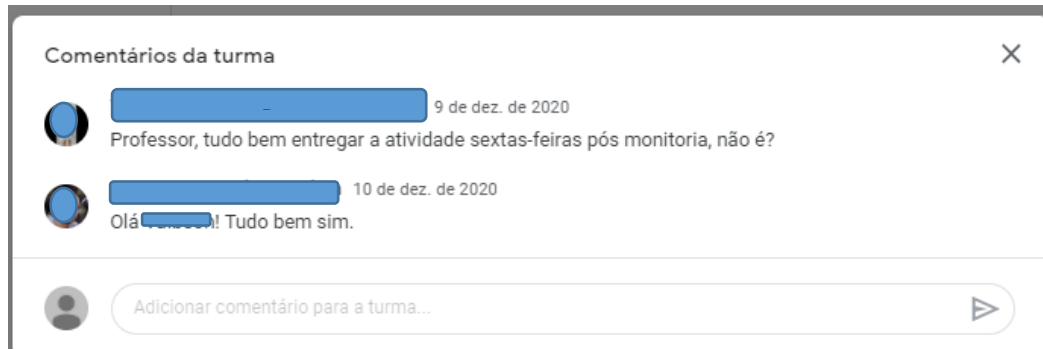 Comentários da turma
9 de dez. de 2020
Professor, tudo bem entregar a atividade sextas-feiras pós monitoria, não é?
10 de dez. de 2020
Olá ! Tudo bem sim.
Adicionar comentário para a turma...